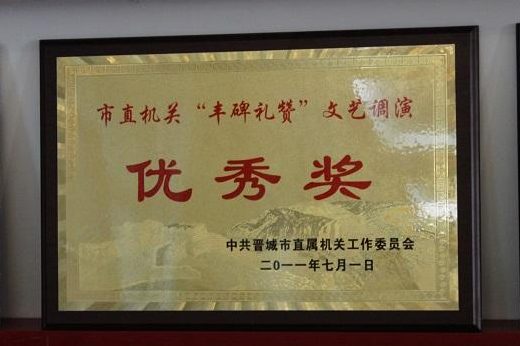 市直机关“丰碑礼赞”文艺调演
优秀奖
中共晋城市直属机关工作委员会
二0一一年七月一日